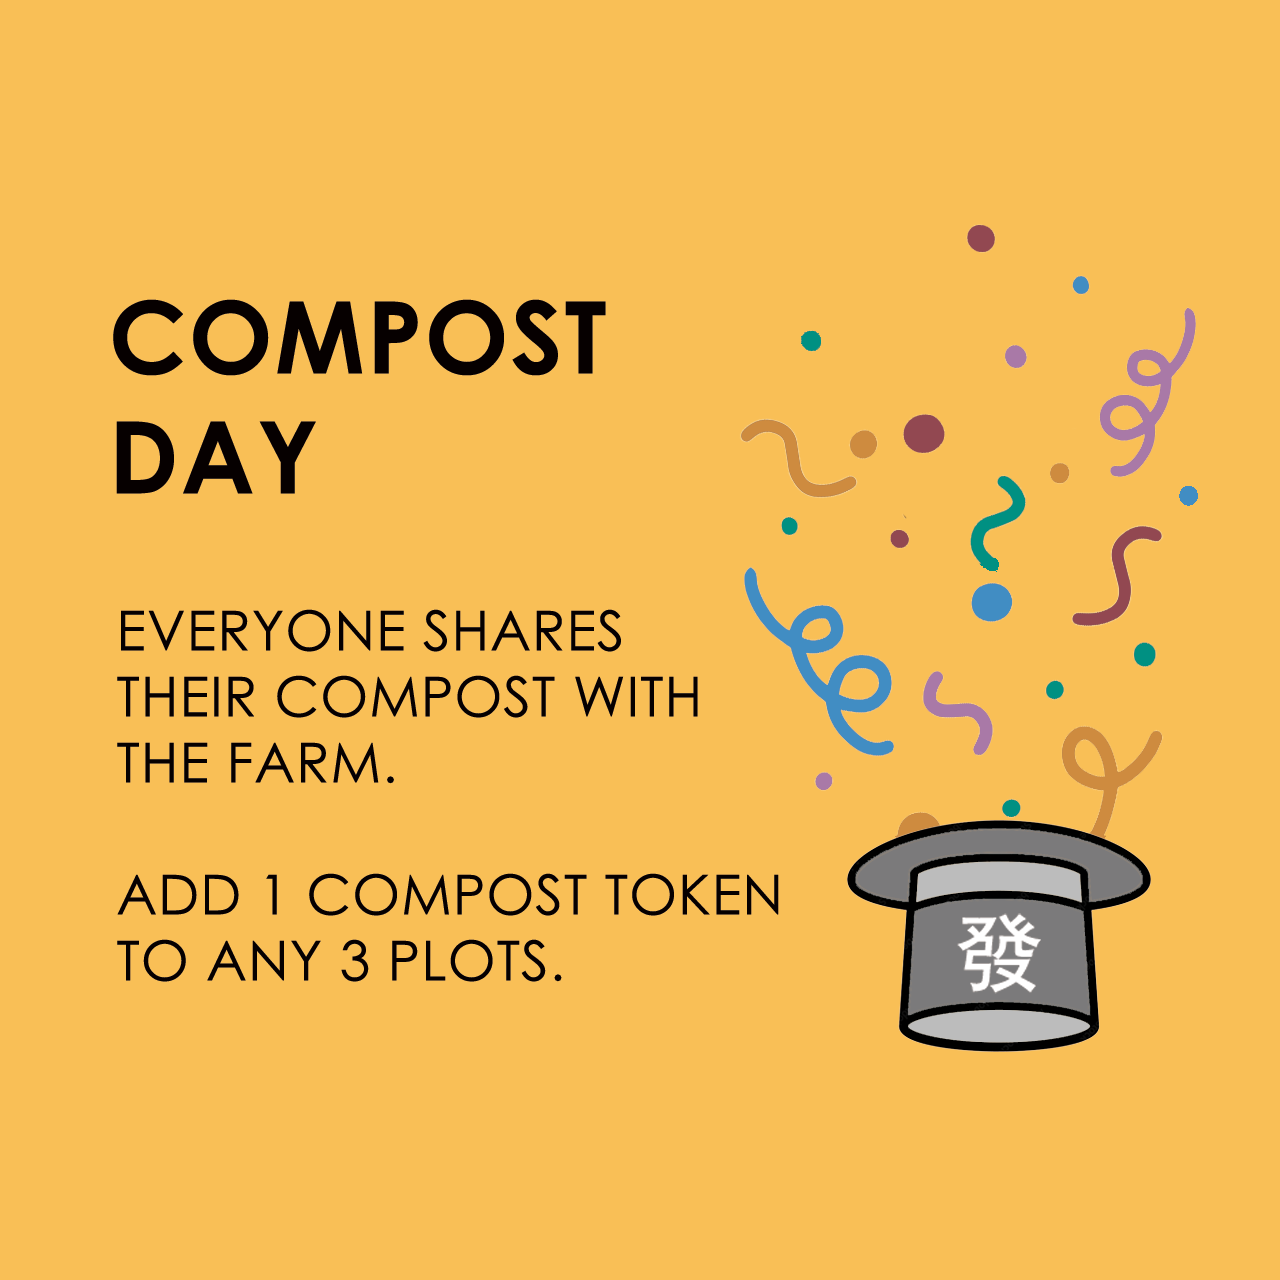 COMPOST
DAY
EVERYONE SHARES
THEIR COMPOST WITH
THE FARM.
ADD 1 COMPOST TOKEN
TO ANY 3 PLOTS.
發